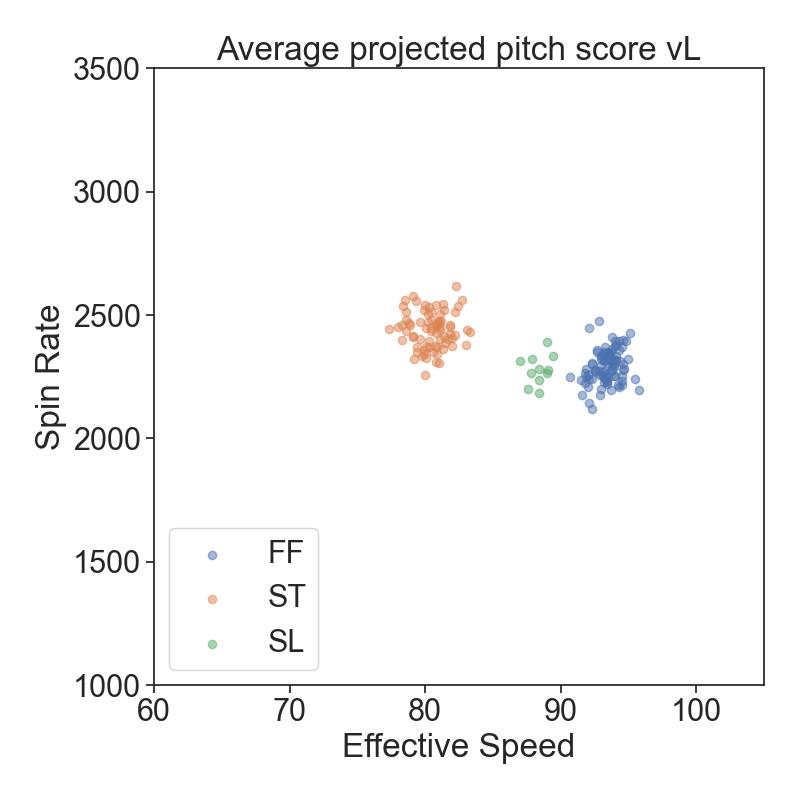 Average projected pitch score vL
3500
3000
2500
2000
1500
1000
Spin Rate
FF
ST
SL
60 70 80 90 100
Effective Speed